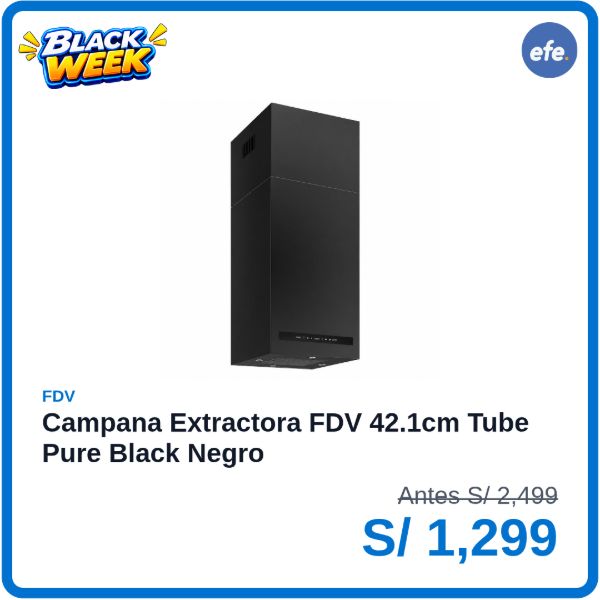 BLACK
WEEK
efe.
FDV
Campana Extractora FDV 42.1cm Tube
Pure Black Negro
Antes S/ 2,499
S/ 1,299